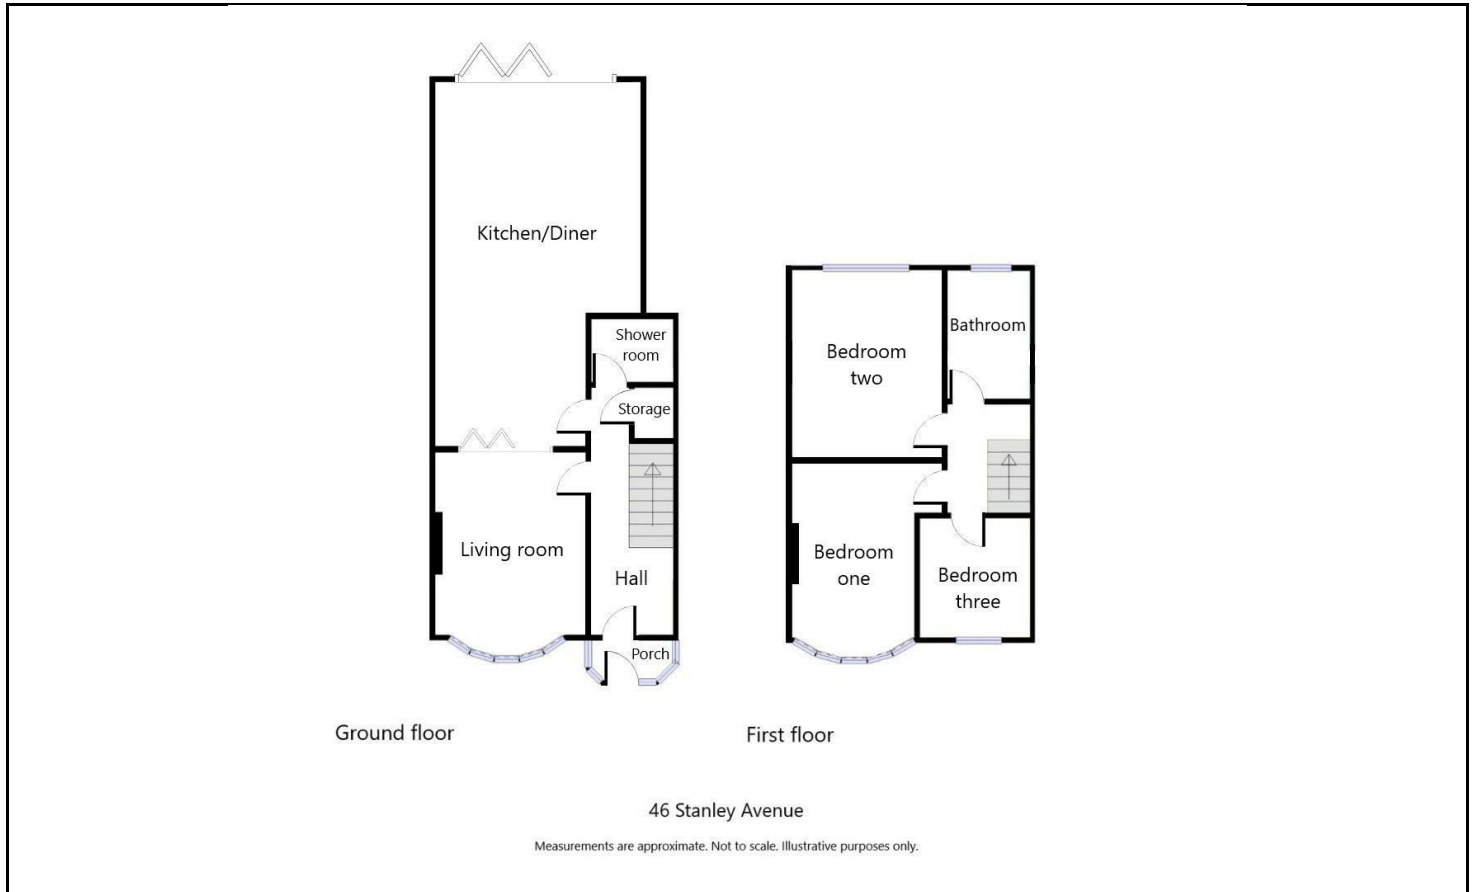 Kitchen/Diner
Shower
room
Storage
Living room
Hall
Porch
Bathroom
Bedroom
two
Bedroom
one
Bedroom
three
Ground floor
First floor
46 Stanley Avenue
Measurements are approximate. Not to scale. Illustrative purposes only.